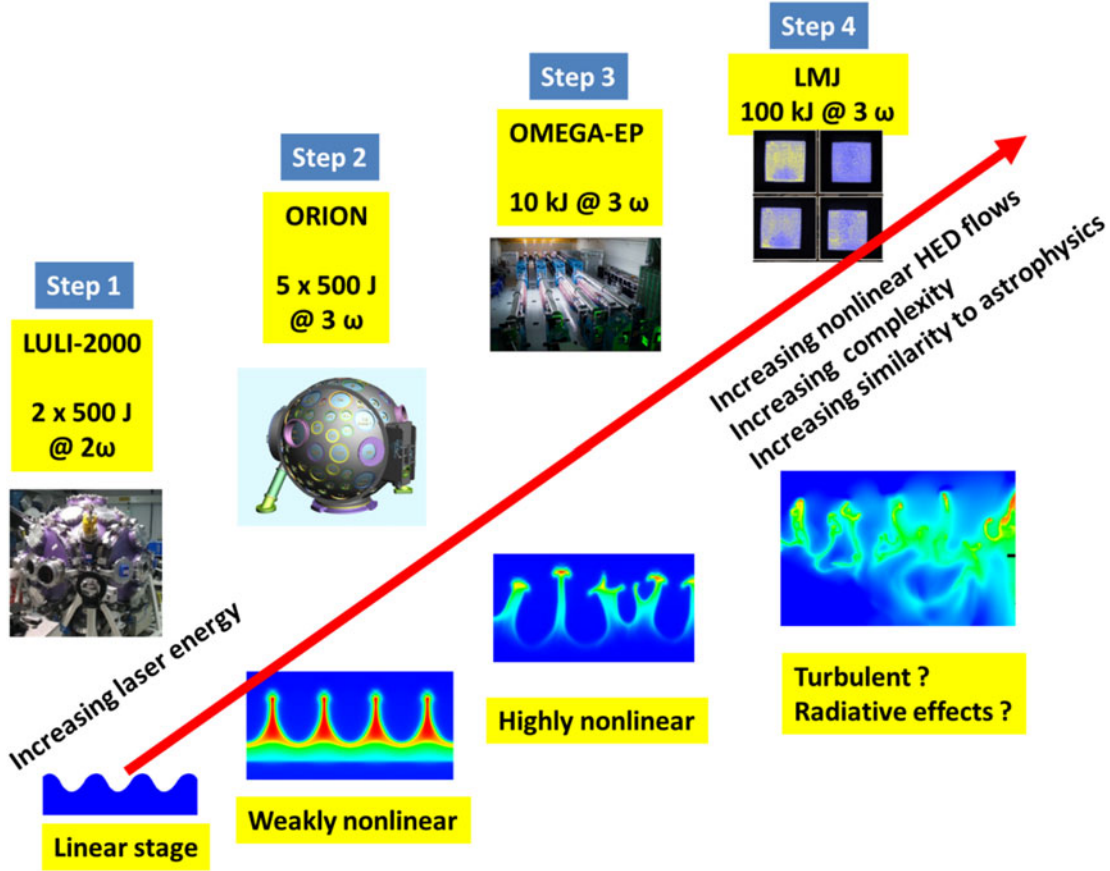 Step 1
LULI-2000
2 x 500 J
@ 2ω
Step 2
ORION
5 x 500 J
@ 3 ω
Step 3
OMEGA-EP
10 kJ @ 3 ω
Step 4
LMJ
100 kJ @ 3 ω
Increasing laser energy
Increasing nonlinear HED flows
Increasing complexity
Increasing similarity to astrophysics
Linear stage
Weakly nonlinear
Highly nonlinear
Turbulent ?
Radiative effects ?